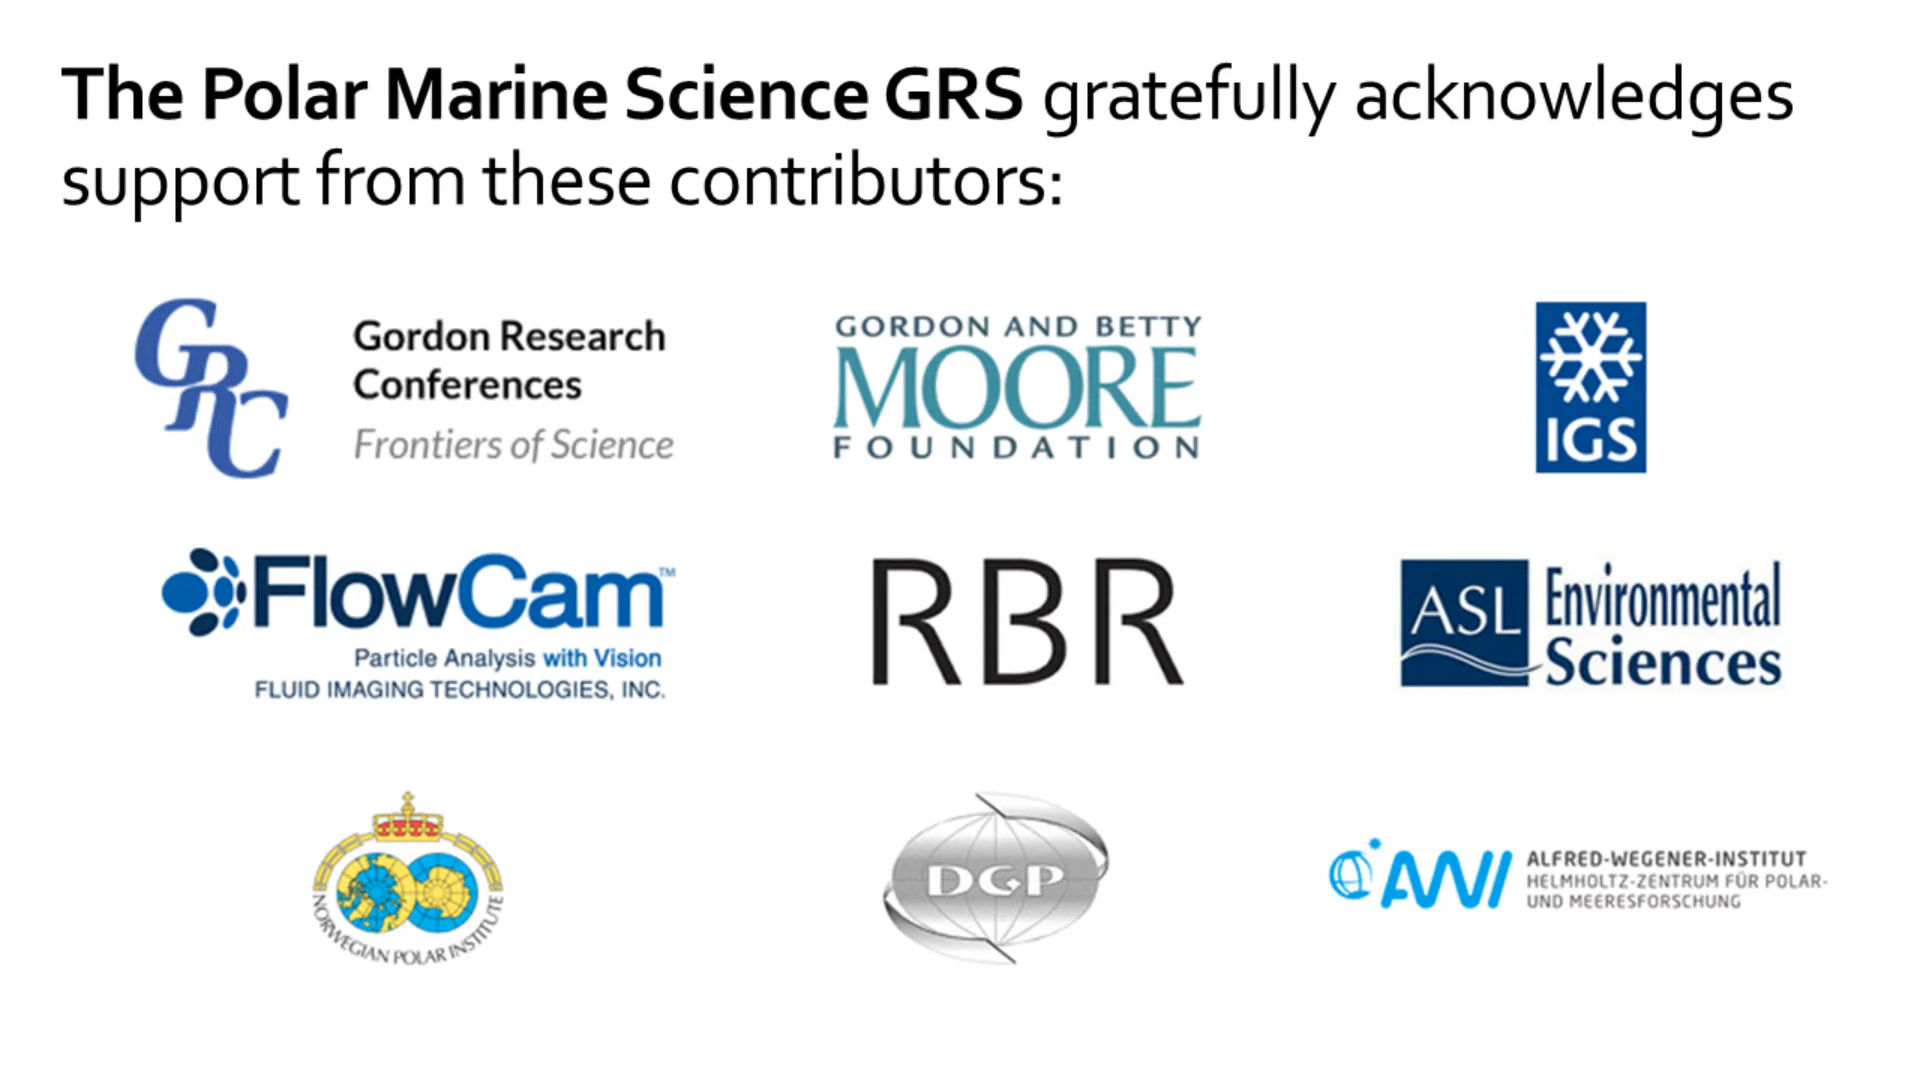 The Polar Marine Science GRS gratefully acknowledges
support from these contributors:
GRC
Gordon Research
Conferences
Frontiers of Science
GORDON AND BETTY
MOORE
FOUNDATION
IGS
FlowCam™
Particle Analysis with Vision
FLUID IMAGING TECHNOLOGIES, INC.
RBR
ASL Environmental
Sciences
NORWEGIAN POLAR INSTITUTE
DGP
AWI
ALFRED-WEGENER-INSTITUT
HELMHOLTZ-ZENTRUM FÜR POLAR-
UND MEERESFORSCHUNG